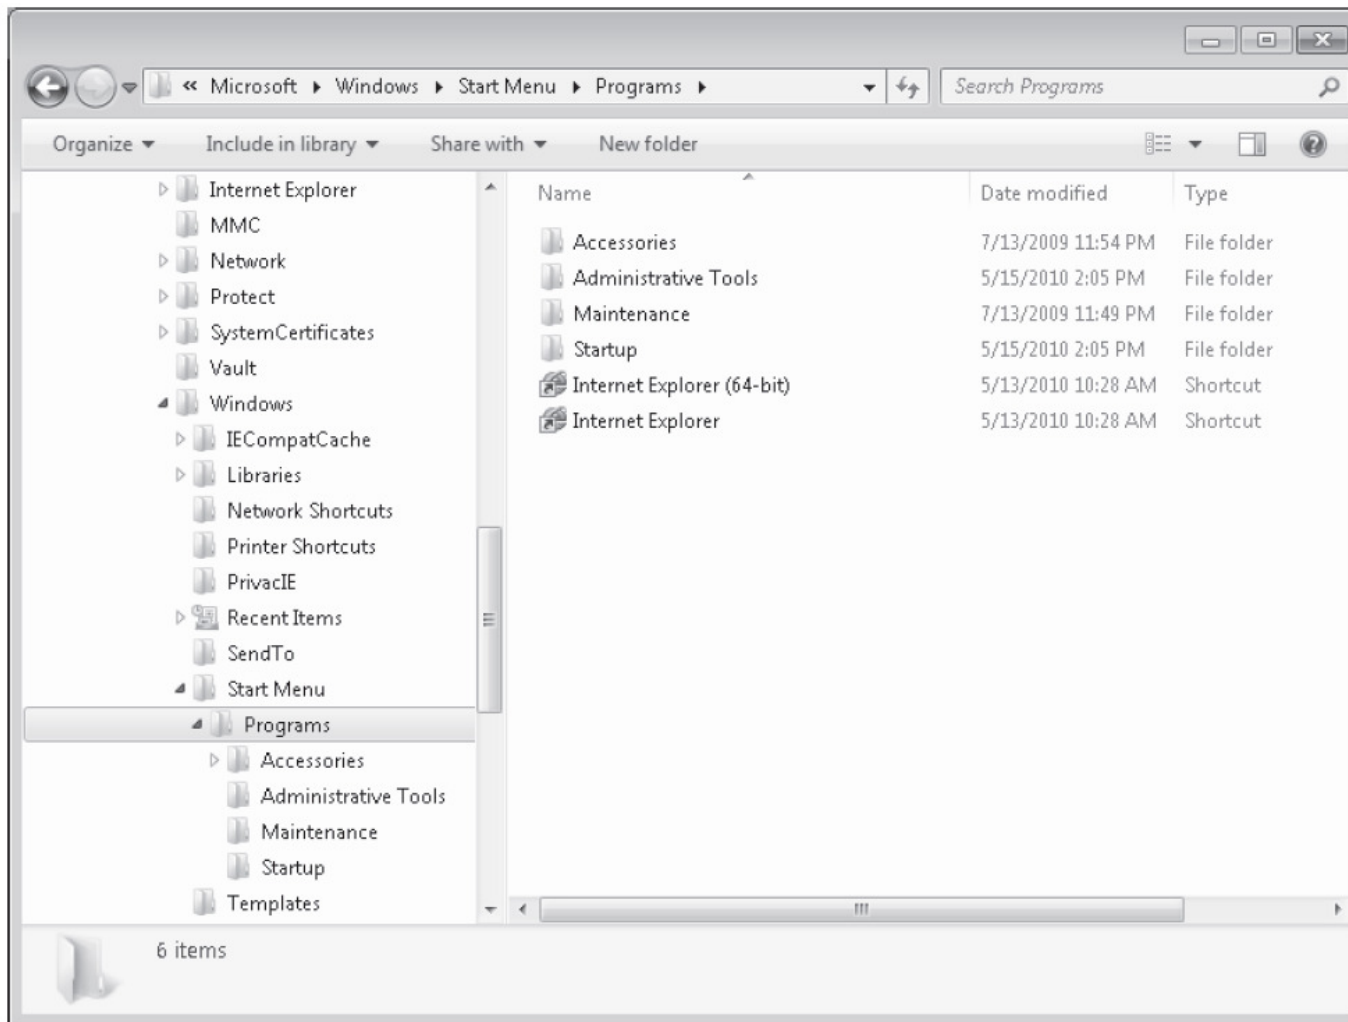 « Microsoft ▸ Windows ▸ Start Menu ▸ Programs ▸ Search Programs
Organize Include in library Share with New folder
Internet Explorer
MMC
Network
Protect
SystemCertificates
Vault
Windows
IECompatCache
Libraries
Network Shortcuts
Printer Shortcuts
PrivacIE
Recent Items
SendTo
Start Menu
Programs
Accessories
Administrative Tools
Maintenance
Startup
Templates
Name Date modified Type
Accessories 7/13/2009 11:54 PM File folder
Administrative Tools 5/15/2010 2:05 PM File folder
Maintenance 7/13/2009 11:49 PM File folder
Startup 5/15/2010 2:05 PM File folder
Internet Explorer (64-bit) 5/13/2010 10:28 AM Shortcut
Internet Explorer 5/13/2010 10:28 AM Shortcut
6 items